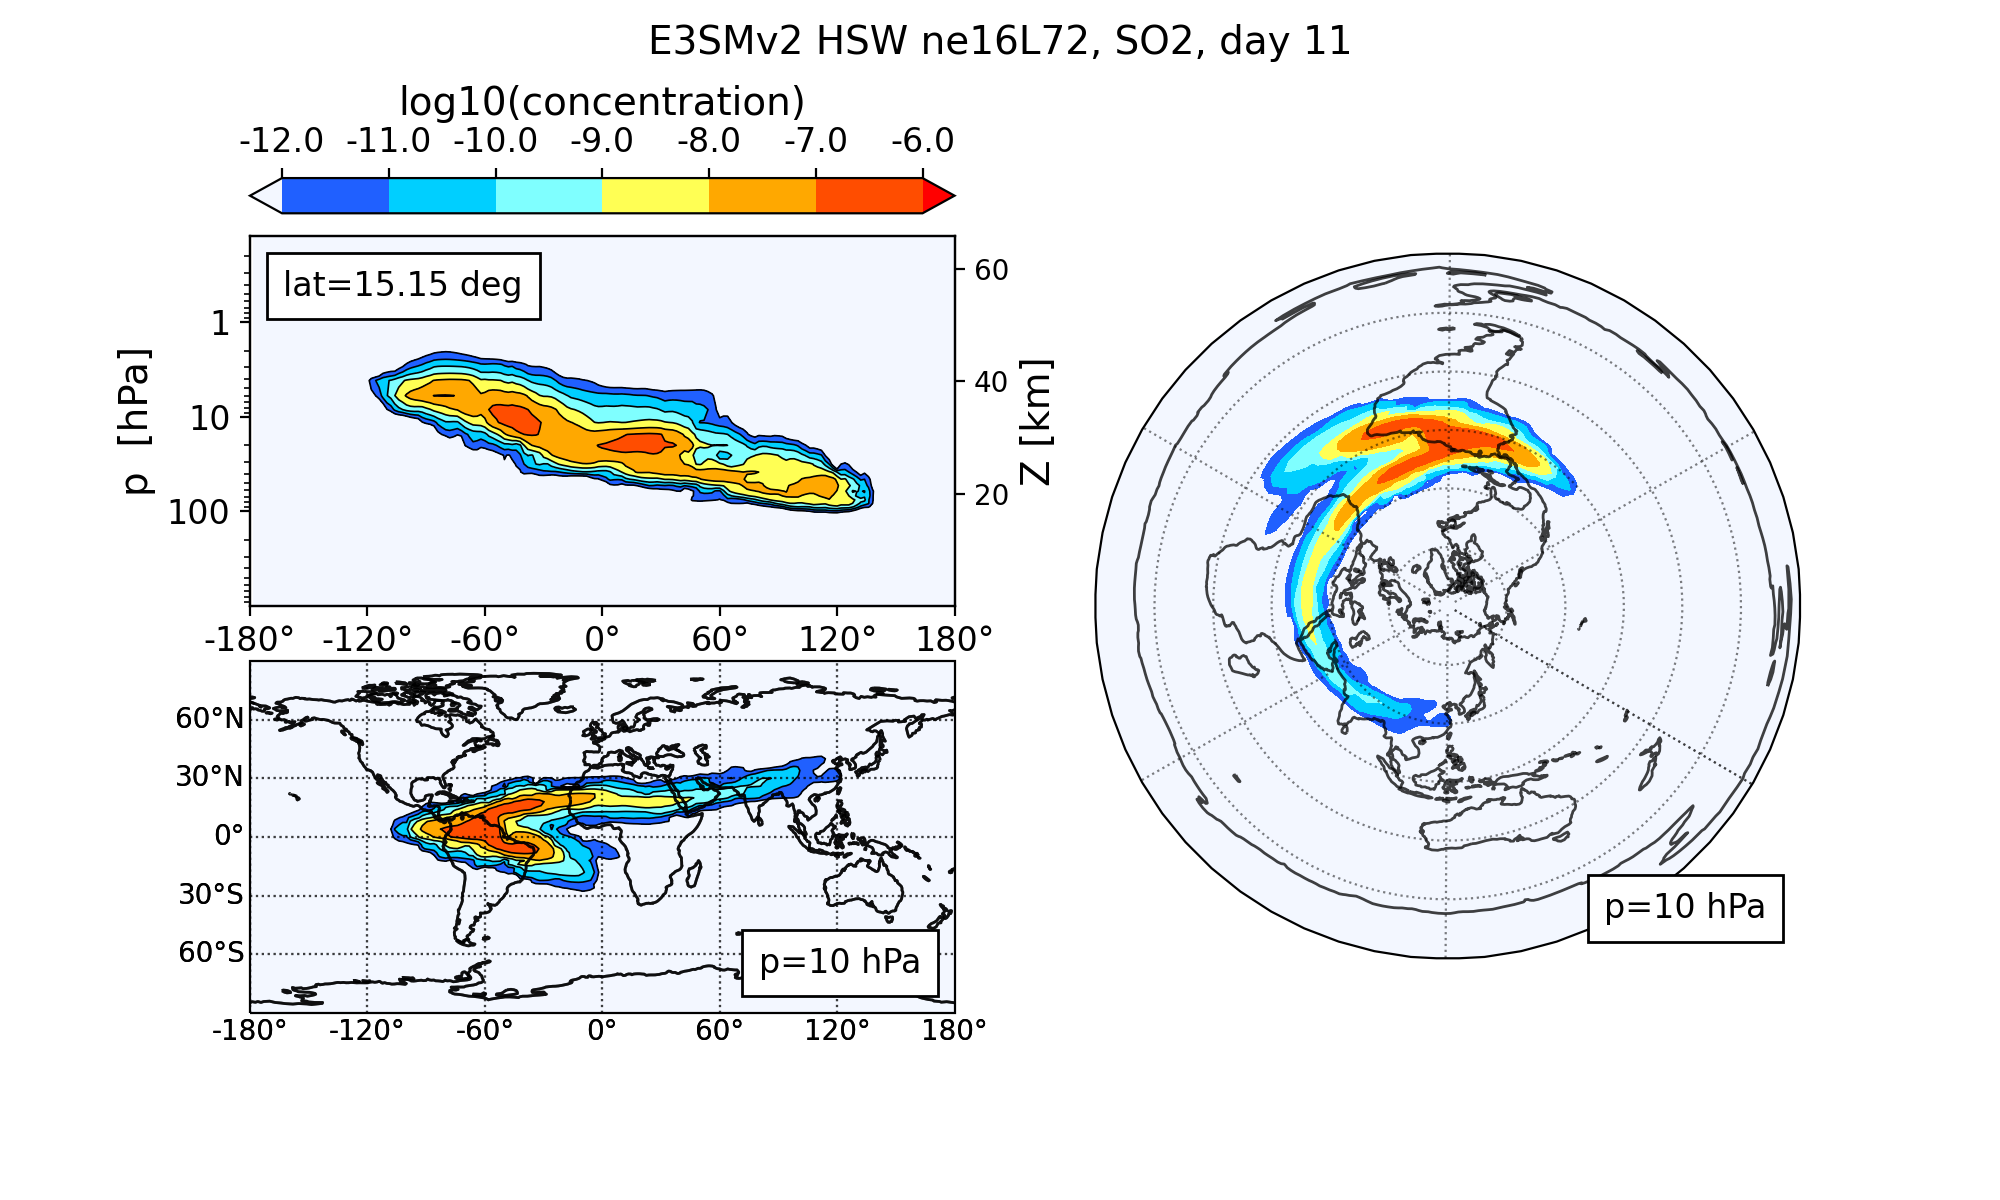 E3SMv2 HSW ne16L72, SO2, day 11
log10(concentration)
-12.0 -11.0 -10.0 -9.0 -8.0 -7.0 -6.0
lat=15.15 deg
p [hPa]
1
10
100
Z [km]
60
40
20
-180° -120° -60° 0° 60° 120° 180°
60°N
30°N
0°
30°S
60°S
p=10 hPa
-180° -120° -60° 0° 60° 120° 180°
p=10 hPa